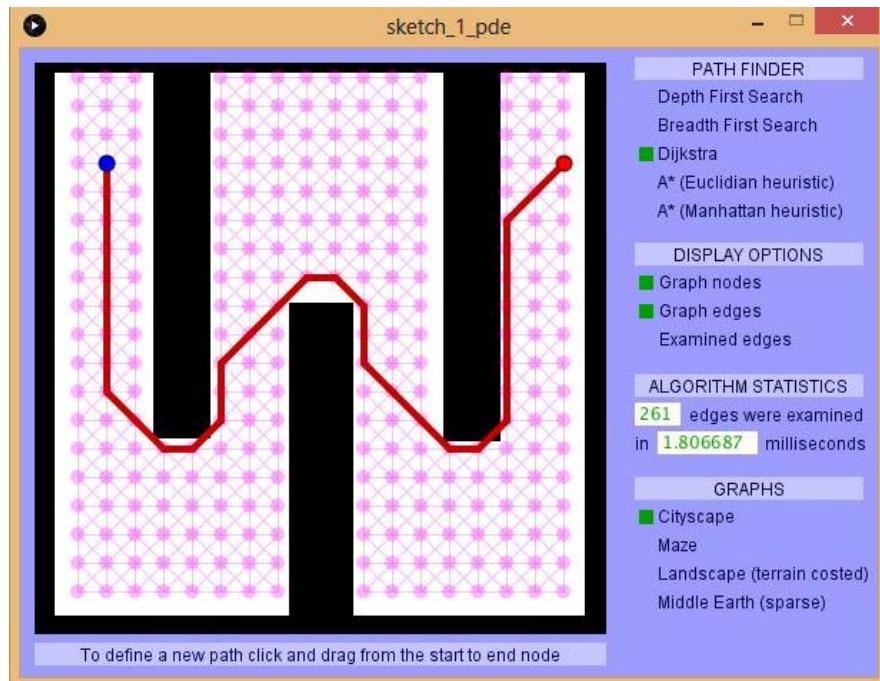 sketch_1_pde
PATH FINDER
Depth First Search
Breadth First Search
Dijkstra
A* (Euclidian heuristic)
A* (Manhattan heuristic)
DISPLAY OPTIONS
Graph nodes
Graph edges
Examined edges
ALGORITHM STATISTICS
261 edges were examined
in 1.806687 milliseconds
GRAPHS
Cityscape
Maze
Landscape (terrain costed)
Middle Earth (sparse)
To define a new path click and drag from the start to end node